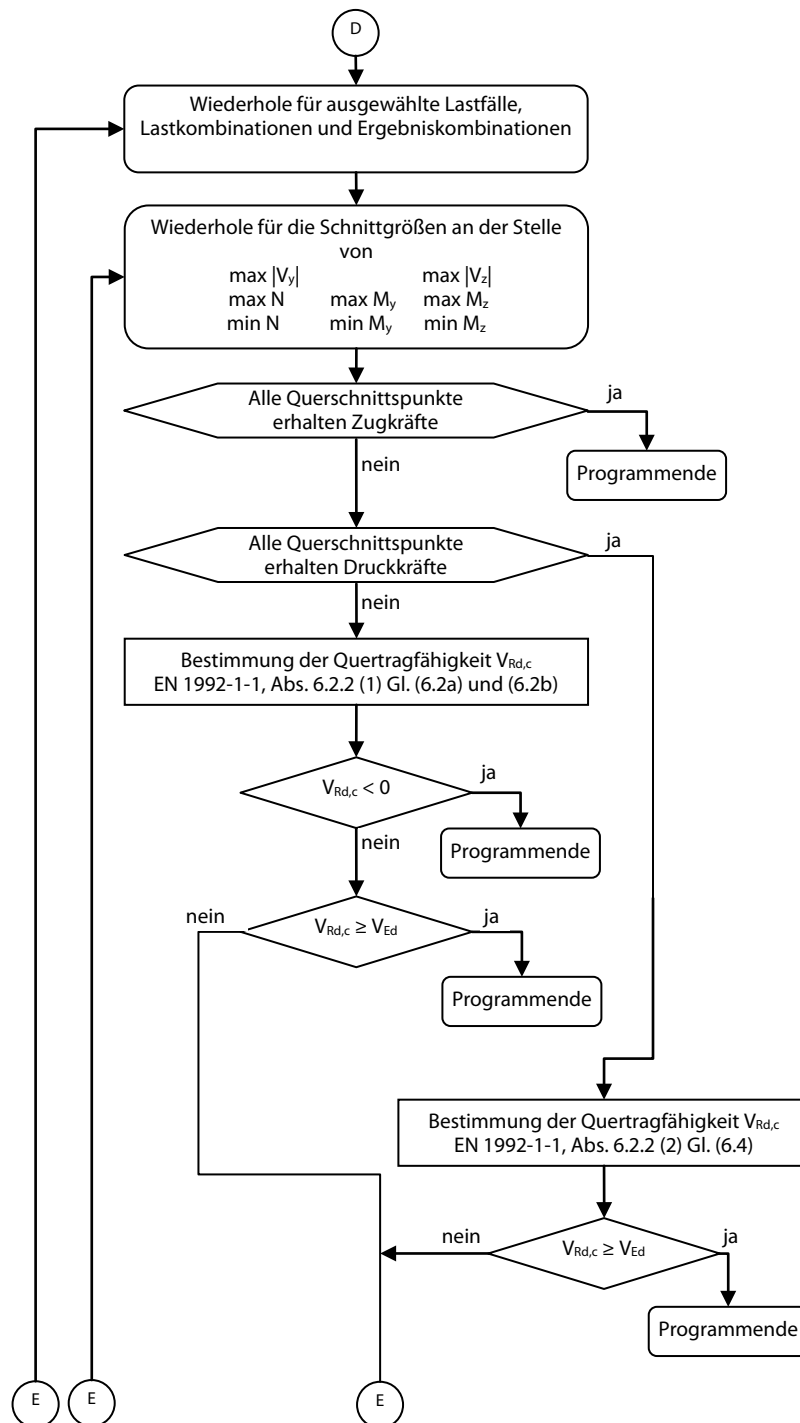 D
Wiederhole für ausgewählte Lastfälle,
Lastkombinationen und Ergebniskombinationen
Wiederhole für die Schnittgrößen an der Stelle
von
max |Vy| max |Vz|
max N max My max Mz
min N min My min Mz
Alle Querschnittspunkte
erhalten Zugkräfte
ja
Programmende
nein
Alle Querschnittspunkte
erhalten Druckkräfte
ja
nein
Bestimmung der Quertragfähigkeit VRd,c
EN 1992-1-1, Abs. 6.2.2 (1) Gl. (6.2a) und (6.2b)
VRd,c < 0
ja
Programmende
nein
nein
VRd,c ≥ VEd
ja
Programmende
Bestimmung der Quertragfähigkeit VRd,c
EN 1992-1-1, Abs. 6.2.2 (2) Gl. (6.4)
nein
VRd,c ≥ VEd
ja
Programmende
E
E
E